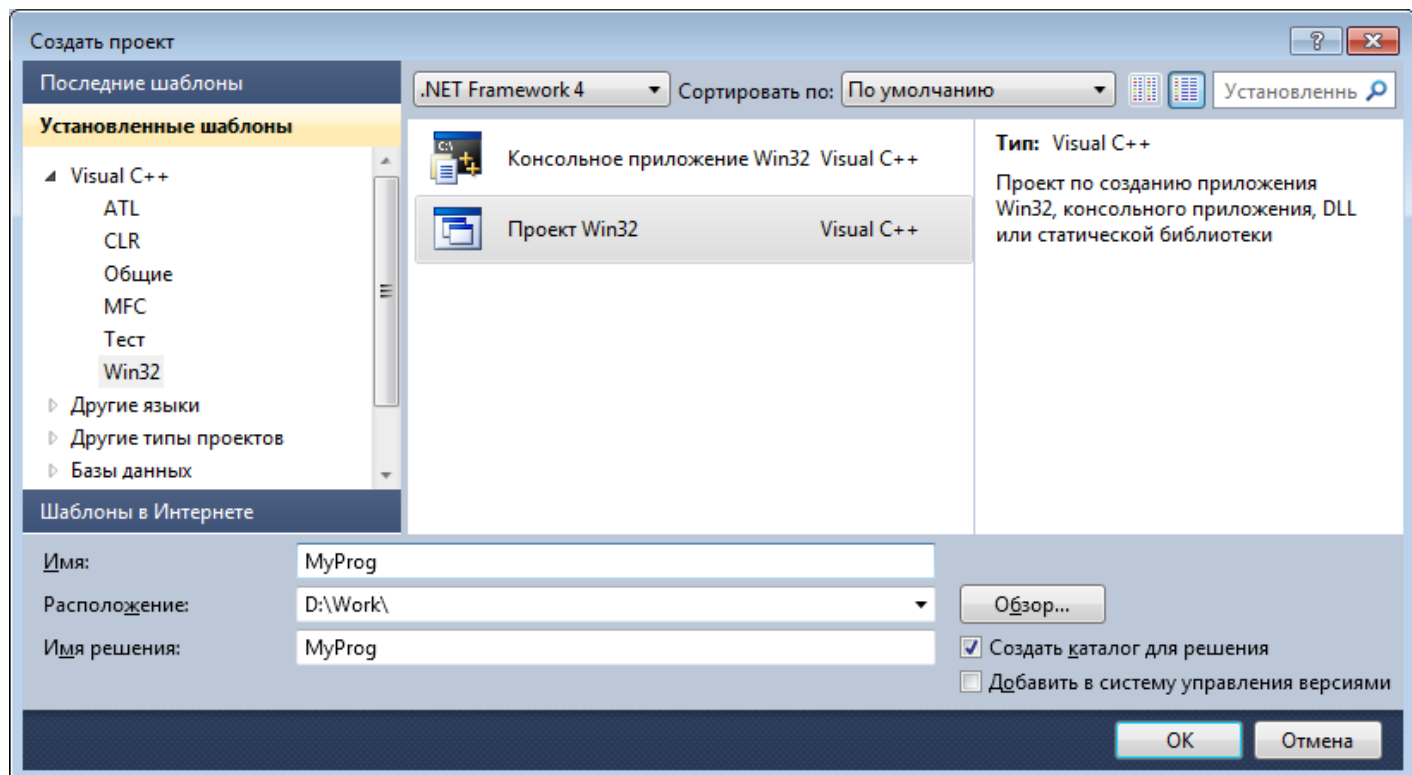 Создать проект
Последние шаблоны
.NET Framework 4
Сортировать по:
По умолчанию
Установленные шаблоны
Visual C++
ATL
CLR
Общие
MFC
Тест
Win32
Другие языки
Другие типы проектов
Базы данных
Шаблоны в Интернете
Консольное приложение Win32 Visual C++
Проект Win32 Visual C++
Тип: Visual C++
Проект по созданию приложения
Win32, консольного приложения, DLL
или статической библиотеки
Имя: MyProg
Расположение: D:\Work\
Обзор...
Имя решения: MyProg
Создать каталог для решения
Добавить в систему управления версиями
OK
Отмена